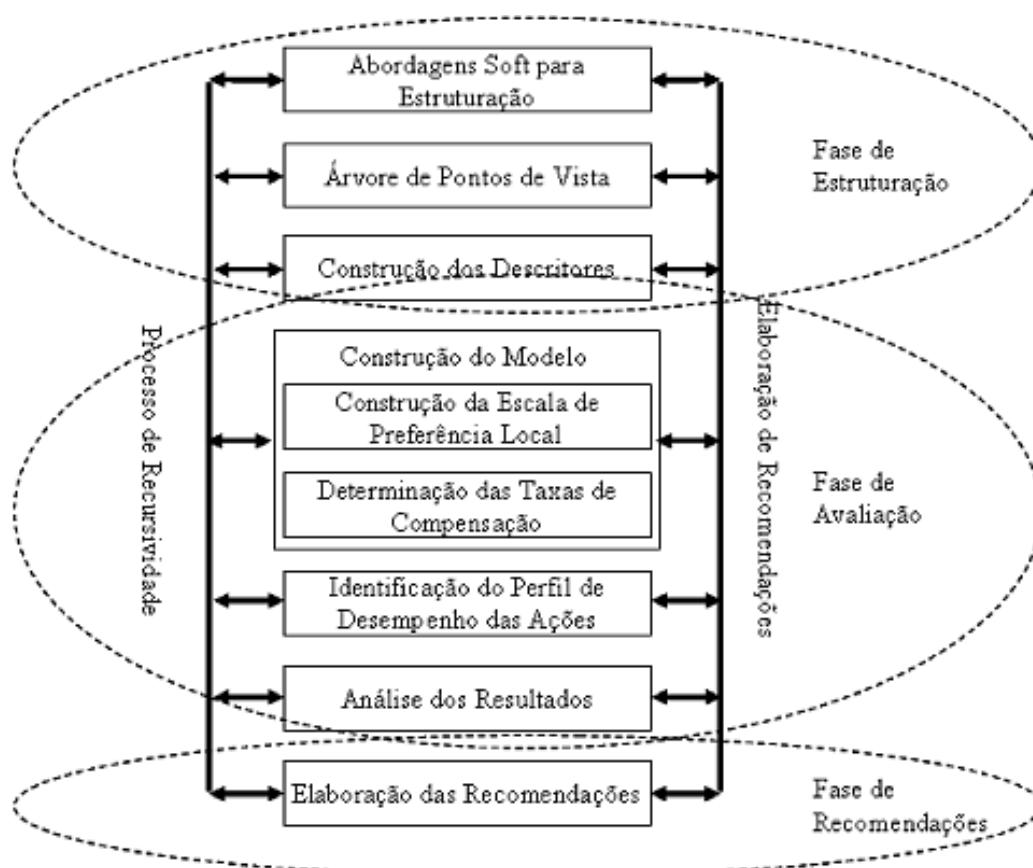 Abordagens Soft para
Estruturação
Árvore de Pontos de Vista
Fase de
Estruturação
Construção dos Descritores
Processo de Recursividade
Elaboração de Recomendações
Construção do Modelo
Construção da Escala de
Preferência Local
Determinação das Taxas de
Compensação
Fase de
Avaliação
Identificação do Perfil de
Desempenho das Ações
Análise dos Resultados
Elaboração das Recomendações
Fase de
Recomendações